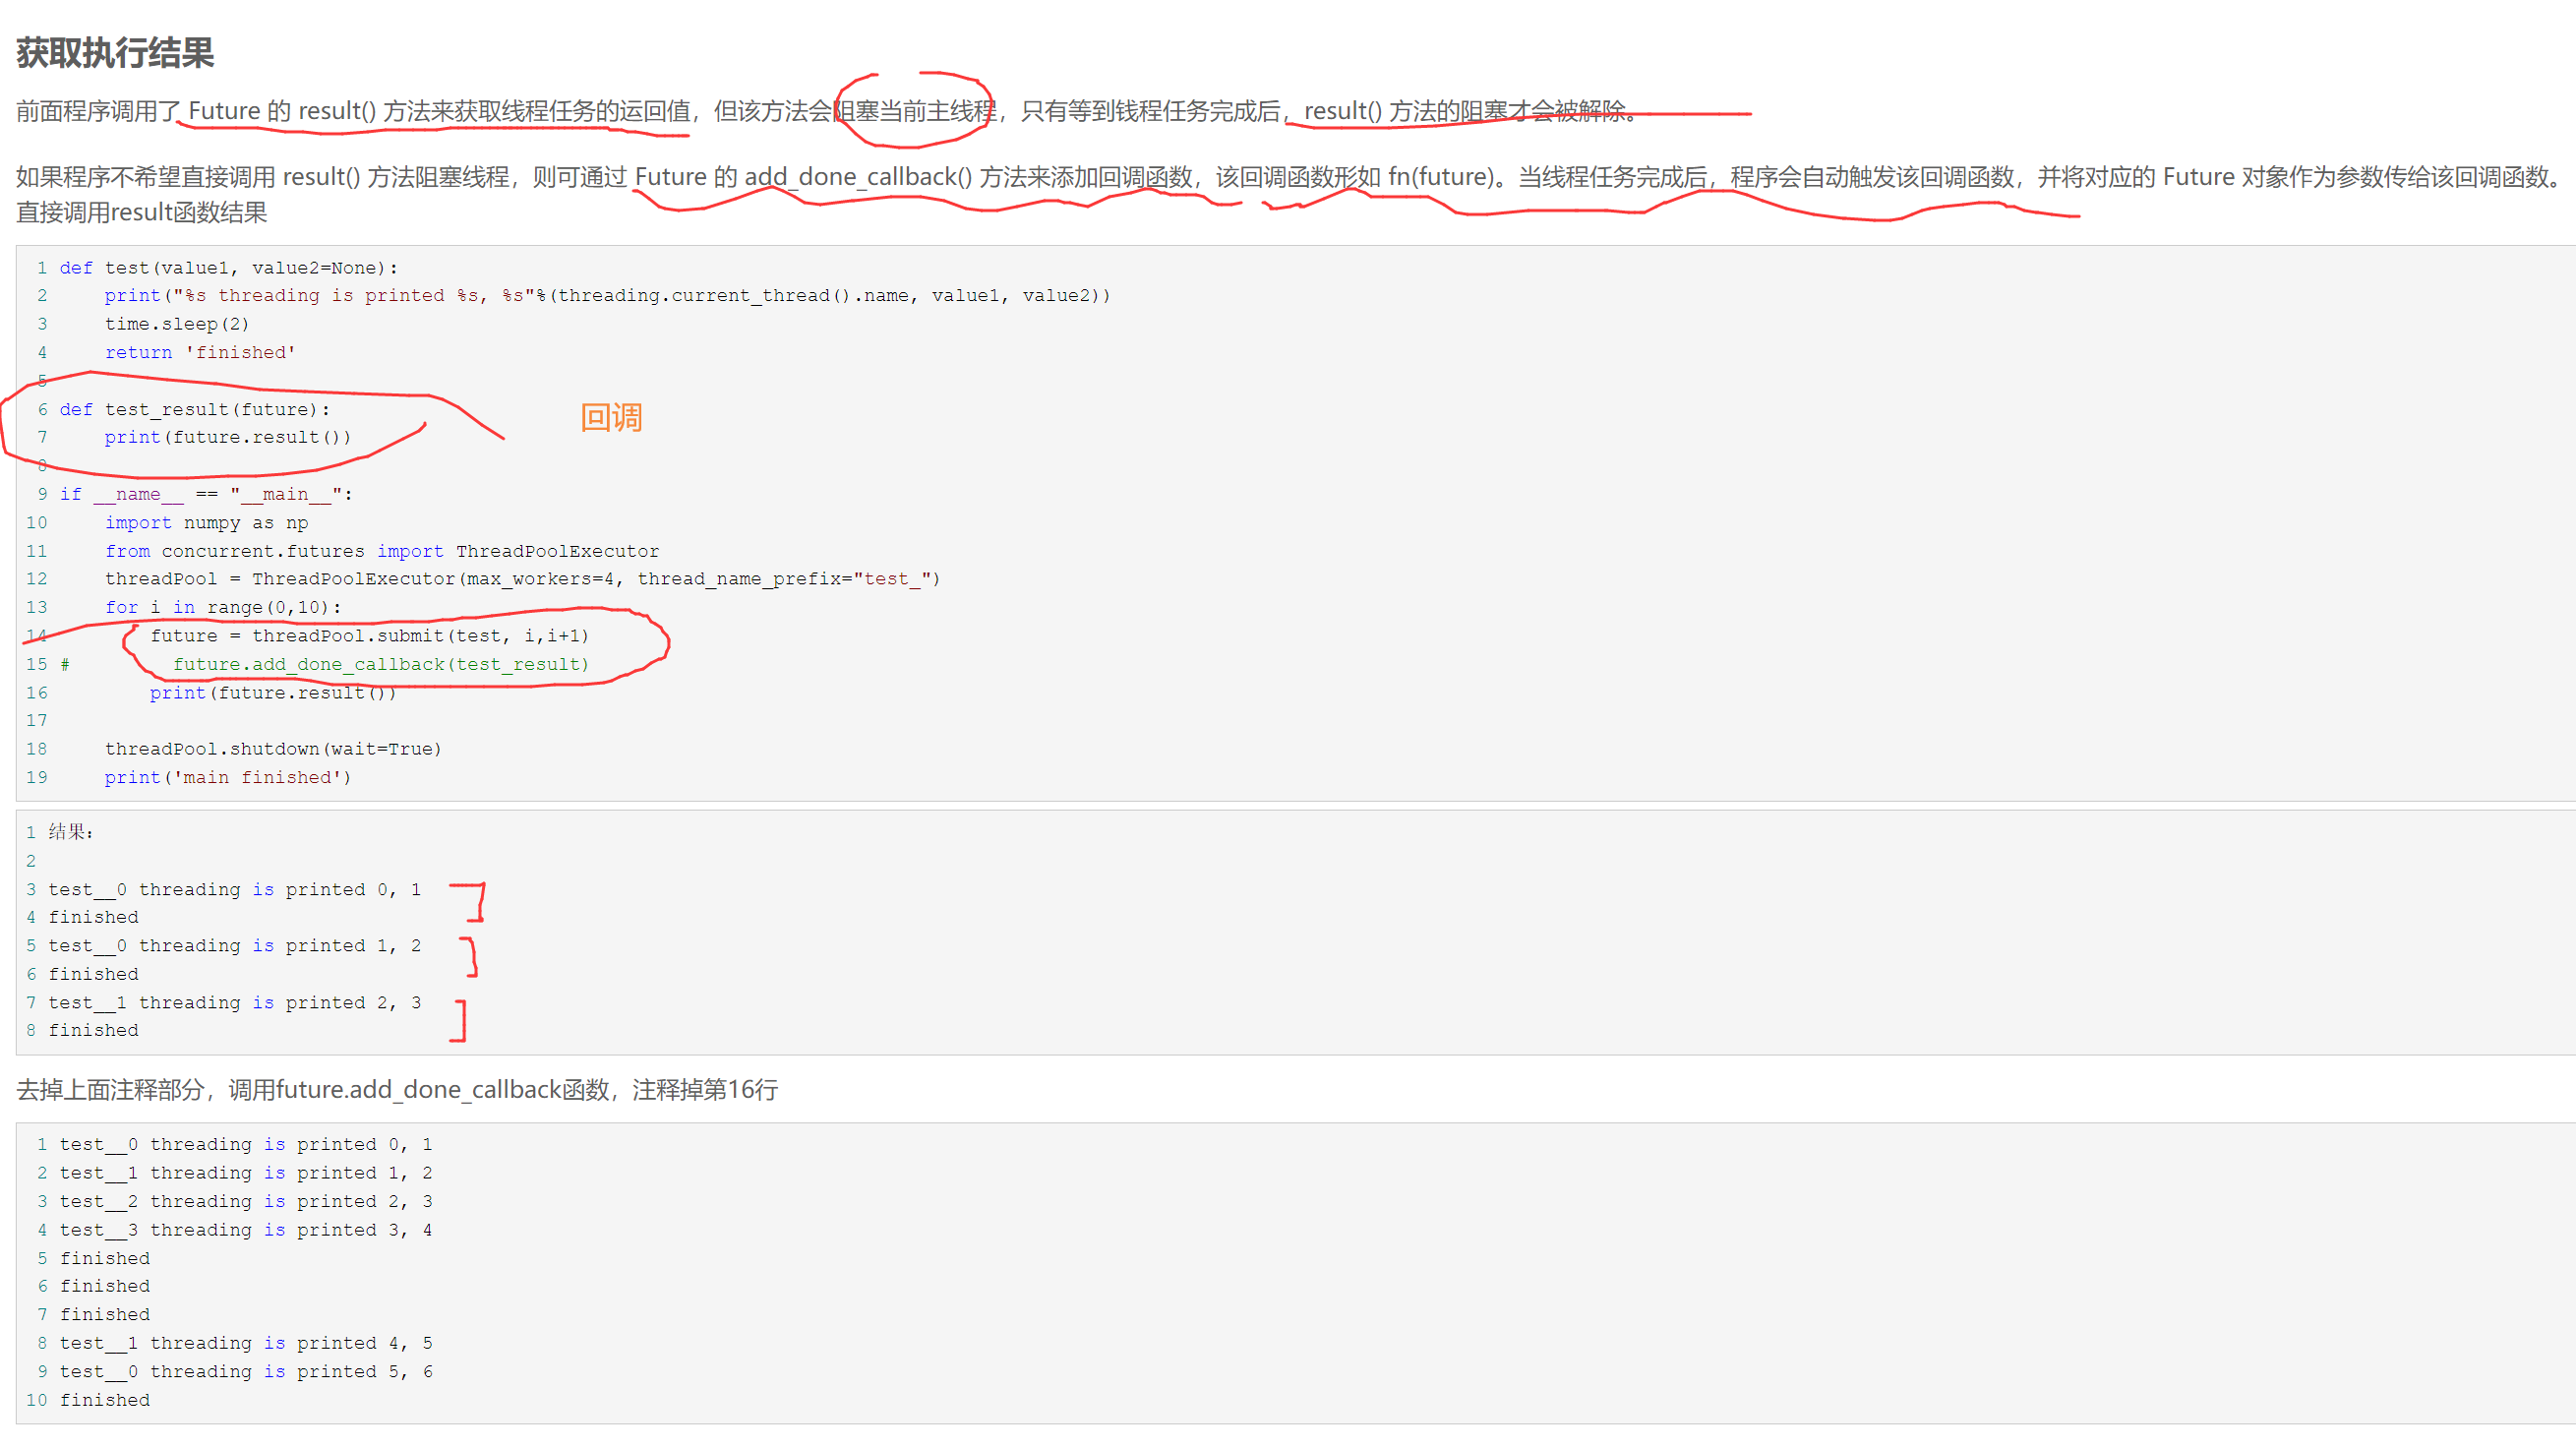 获取执行结果
前面程序调用了 Future 的 result() 方法来获取线程任务的运回值，但该方法会阻塞当前主线程，只有等到钱程任务完成后，result() 方法的阻塞才会被解除。
如果程序不希望直接调用 result() 方法阻塞线程，则可通过 Future 的 add_done_callback() 方法来添加回调函数，该回调函数形如 fn(future)。当线程任务完成后，程序会自动触发该回调函数，并将对应的 Future 对象作为参数传给该回调函数。
直接调用result函数结果
1 def test(value1, value2=None):
2     print("%s threading is printed %s, %s"%(threading.current_thread().name, value1, value2))
3     time.sleep(2)
4     return 'finished'
5
6 def test_result(future):
回调
7     print(future.result())
8
9 if __name__ == "__main__":
10     import numpy as np
11     from concurrent.futures import ThreadPoolExecutor
12     threadPool = ThreadPoolExecutor(max_workers=4, thread_name_prefix="test_")
13     for i in range(0,10):
14         future = threadPool.submit(test, i,i+1)
15 #         future.add_done_callback(test_result)
16         print(future.result())
17
18     threadPool.shutdown(wait=True)
19     print('main finished')
1 结果：
2
3 test__0 threading is printed 0, 1
4 finished
5 test__0 threading is printed 1, 2
6 finished
7 test__1 threading is printed 2, 3
8 finished
去掉上面注释部分，调用future.add_done_callback函数，注释掉第16行
1 test__0 threading is printed 0, 1
2 test__1 threading is printed 1, 2
3 test__2 threading is printed 2, 3
4 test__3 threading is printed 3, 4
5 finished
6 finished
7 finished
8 test__1 threading is printed 4, 5
9 test__0 threading is printed 5, 6
10 finished